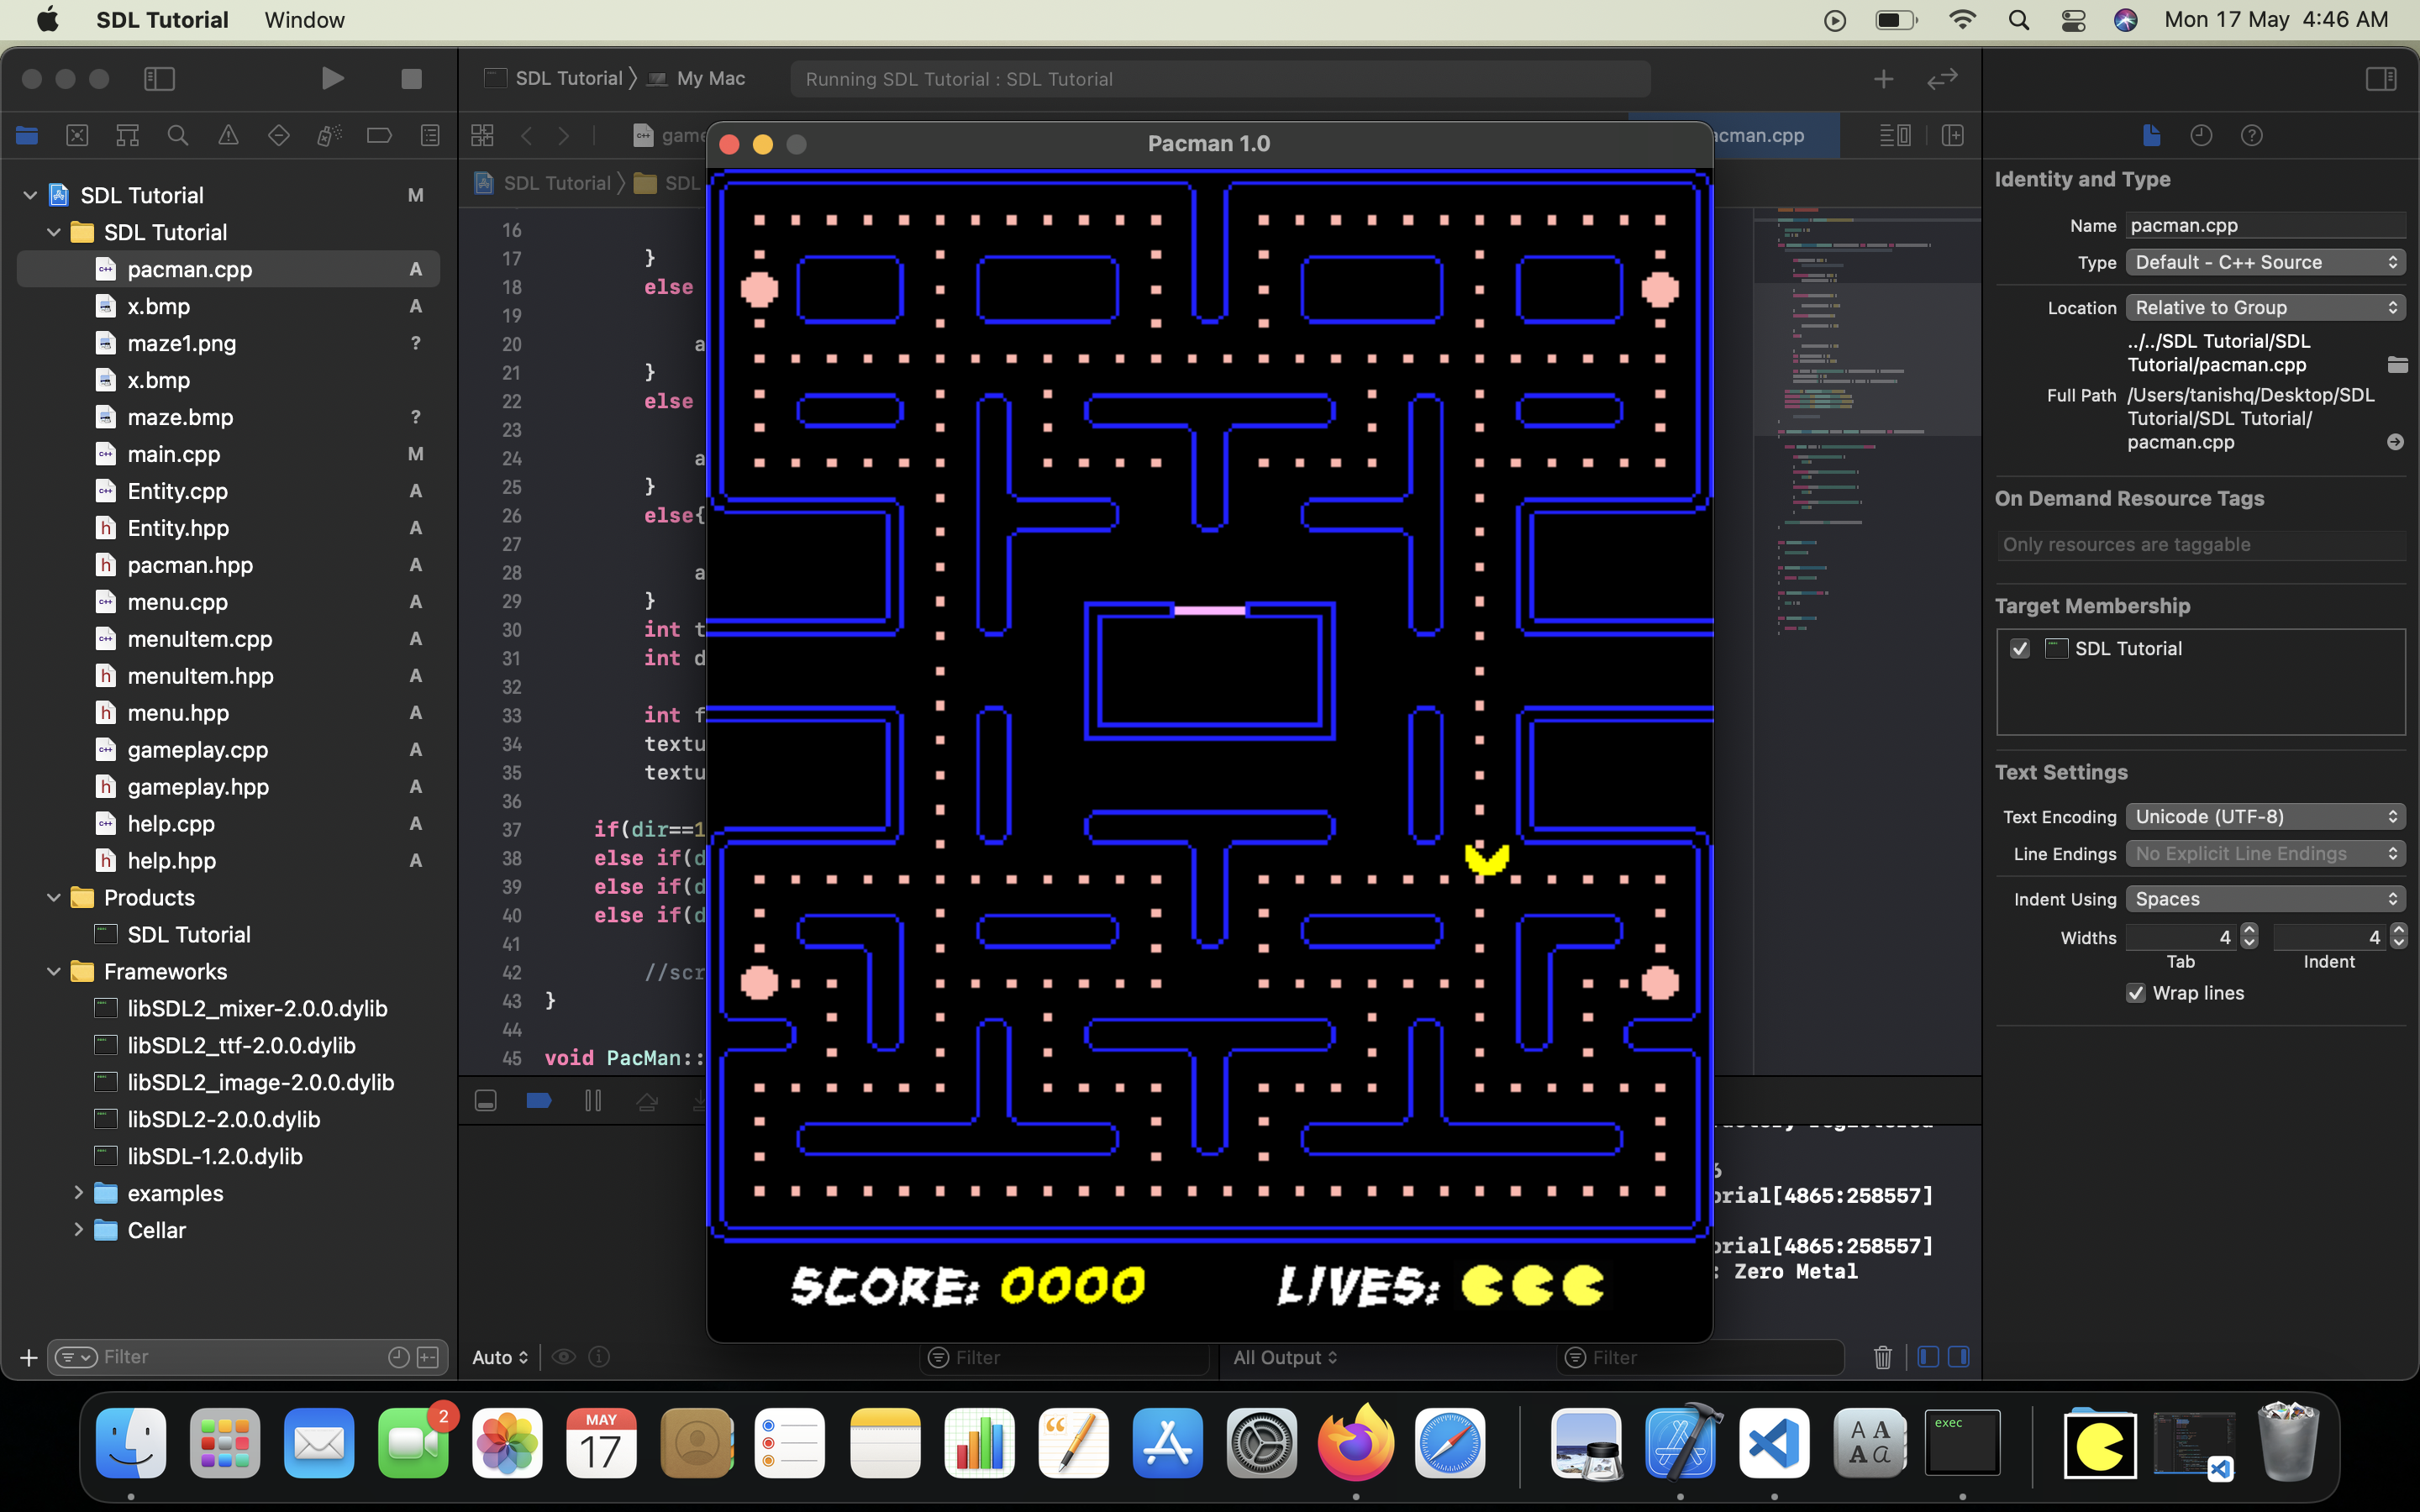 SDL Tutorial Window Mon 17 May 4:46 AM
SDL Tutorial 〉 My Mac Running SDL Tutorial : SDL Tutorial
SDL Tutorial M
SDL Tutorial
pacman.cpp A
x.bmp A
maze1.png ?
x.bmp A
maze.bmp ?
main.cpp M
Entity.cpp A
Entity.hpp A
pacman.hpp A
menu.cpp A
menuItem.cpp A
menuItem.hpp A
menu.hpp A
gameplay.cpp A
gameplay.hpp A
help.cpp A
help.hpp A
Products
SDL Tutorial
Frameworks
libSDL2_mixer-2.0.0.dylib
libSDL2_ttf-2.0.0.dylib
libSDL2_image-2.0.0.dylib
libSDL2-2.0.0.dylib
libSDL-1.2.0.dylib
examples
Cellar
Filter
game
acman.cpp
SDL Tutorial 〉 SDL
16
17 }
18 else
19
20 a
21 }
22 else
23
24 a
25 }
26 else{
27
28 a
29 }
30 int t
31 int d
32
33 int f
34 textu
35 textu
36
37 if(dir==1
38 else if(d
39 else if(d
40 else if(d
41
42 //scr
43 }
44
45 void PacMan::
Pacman 1.0
SCORE: 0000 LIVES:
6
orial[4865:258557]
orial[4865:258557]
: Zero Metal
Auto Filter All Output Filter
Identity and Type
Name pacman.cpp
Type Default - C++ Source
Location Relative to Group
../../SDL Tutorial/SDL
Tutorial/pacman.cpp
Full Path /Users/tanishq/Desktop/SDL
Tutorial/SDL Tutorial/
pacman.cpp
On Demand Resource Tags
Only resources are taggable
Target Membership
SDL Tutorial
Text Settings
Text Encoding Unicode (UTF-8)
Line Endings No Explicit Line Endings
Indent Using Spaces
Widths 4 4
Tab Indent
Wrap lines
2
MAY
17
exec